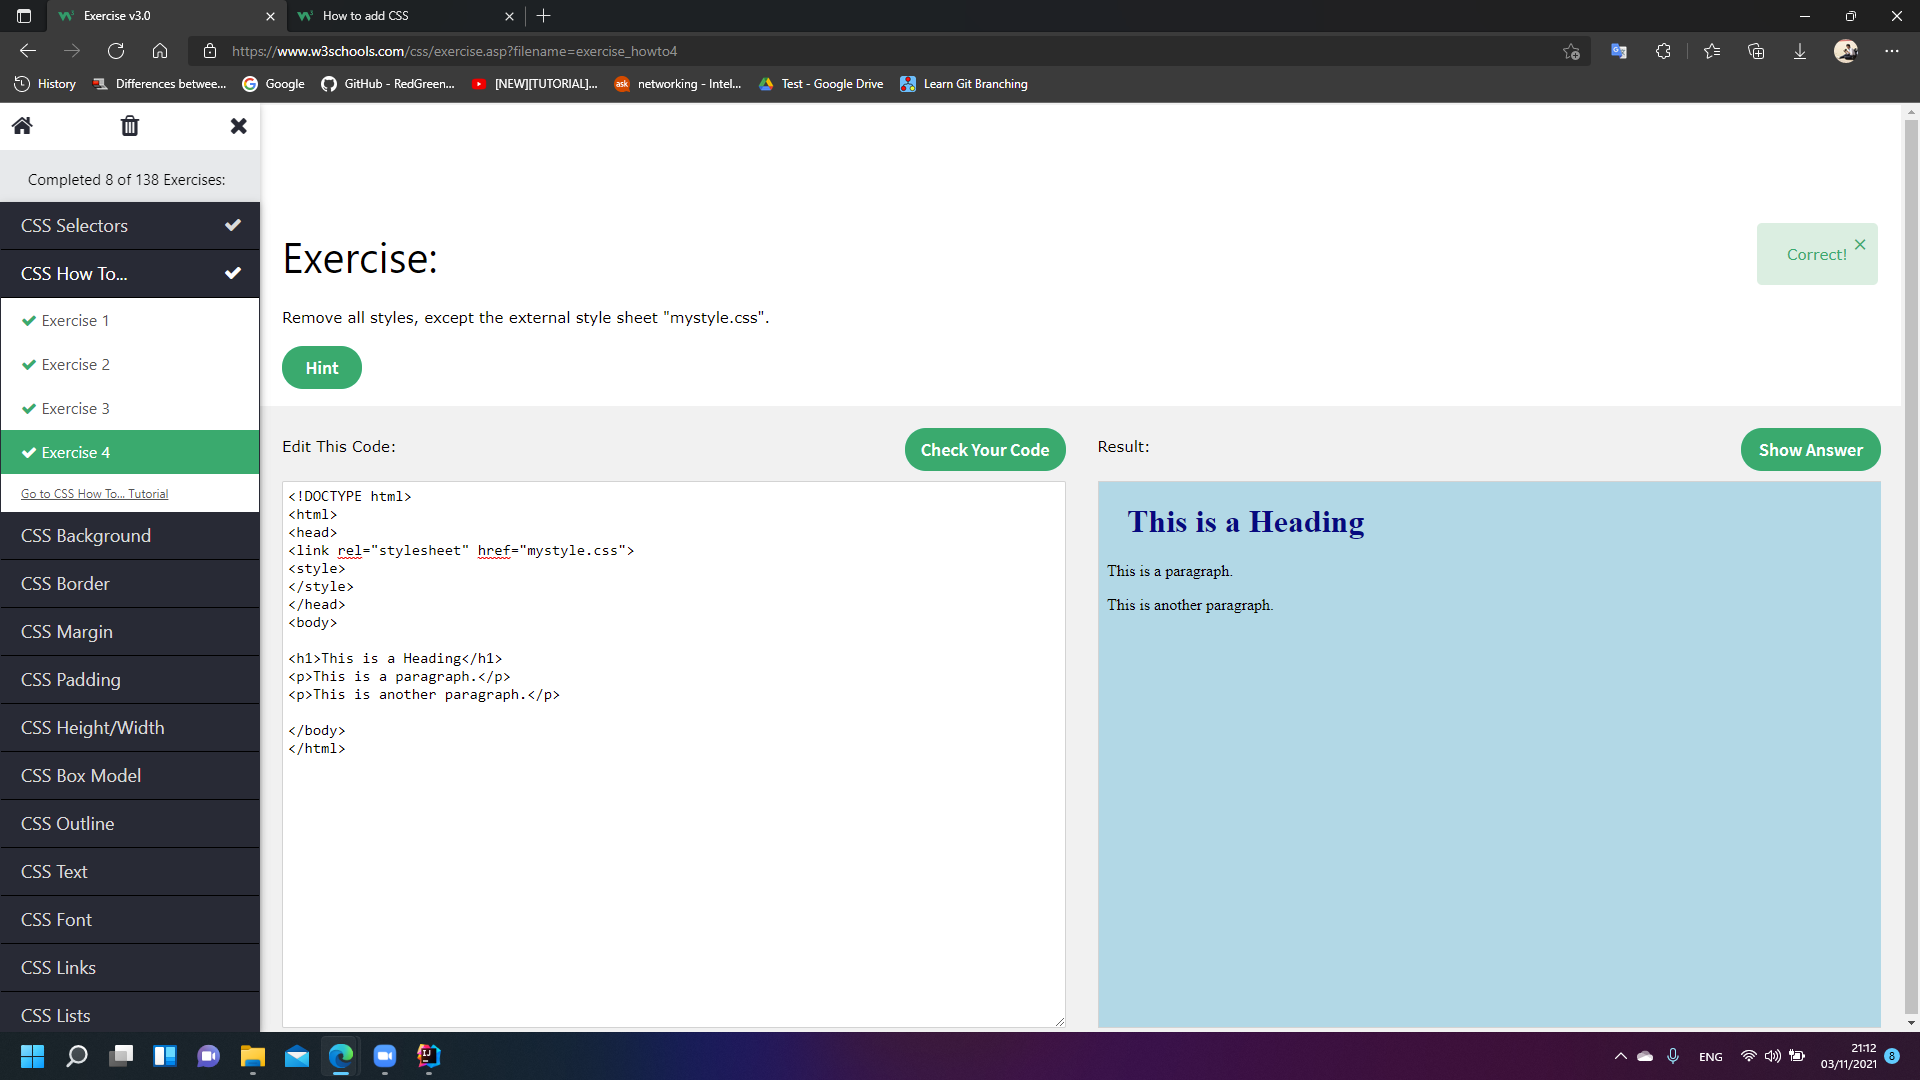 Exercise v3.0
How to add CSS
https://www.w3schools.com/css/exercise.asp?filename=exercise_howto4
History
Differences betwee...
Google
GitHub - RedGreen...
[NEW][TUTORIAL]...
ask
networking - Intel...
Test - Google Drive
Learn Git Branching
Completed 8 of 138 Exercises:
CSS Selectors
CSS How To...
Exercise 1
Exercise 2
Exercise 3
Exercise 4
Go to CSS How To... Tutorial
CSS Background
CSS Border
CSS Margin
CSS Padding
CSS Height/Width
CSS Box Model
CSS Outline
CSS Text
CSS Font
CSS Links
CSS Lists
Exercise:
Correct!
Remove all styles, except the external style sheet "mystyle.css".
Hint
Edit This Code:
Check Your Code
<!DOCTYPE html>
<html>
<head>
<link rel="stylesheet" href="mystyle.css">
<style>
</style>
</head>
<body>
<h1>This is a Heading</h1>
<p>This is a paragraph.</p>
<p>This is another paragraph.</p>
</body>
</html>
Result:
Show Answer
This is a Heading
This is a paragraph.
This is another paragraph.
ENG
21:12
03/11/2021
8